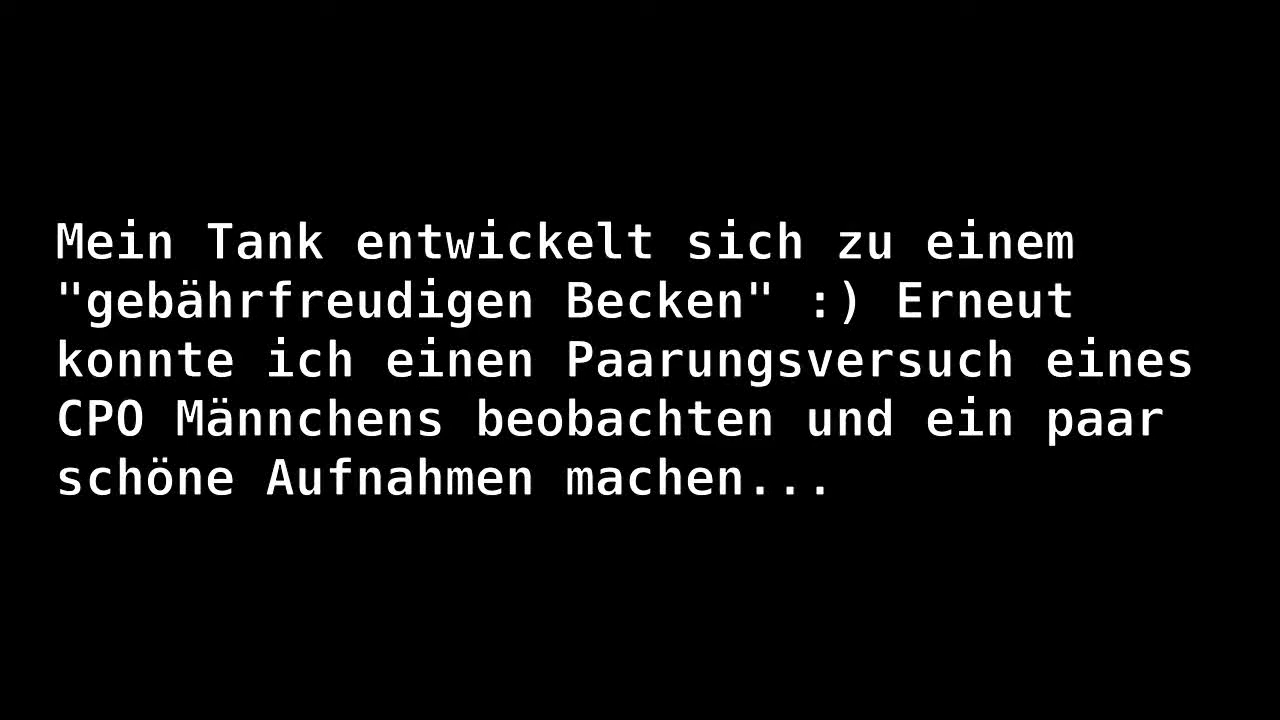 Mein Tank entwickelt sich zu einem
"gebährfreudigen Becken" :) Erneut
konnte ich einen Paarungsversuch eines
CPO Männchens beobachten und ein paar
schöne Aufnahmen machen...